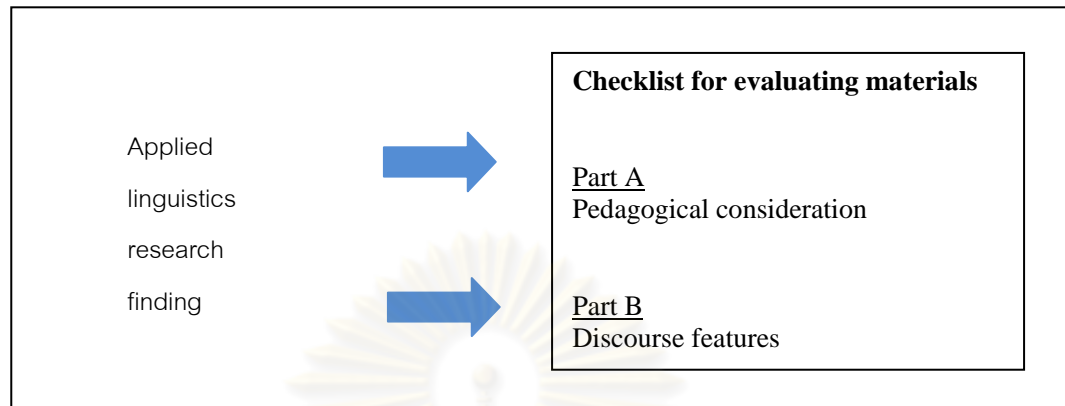 Applied
linguistics
research
finding
Checklist for evaluating materials
Part A
Pedagogical consideration
Part B
Discourse features